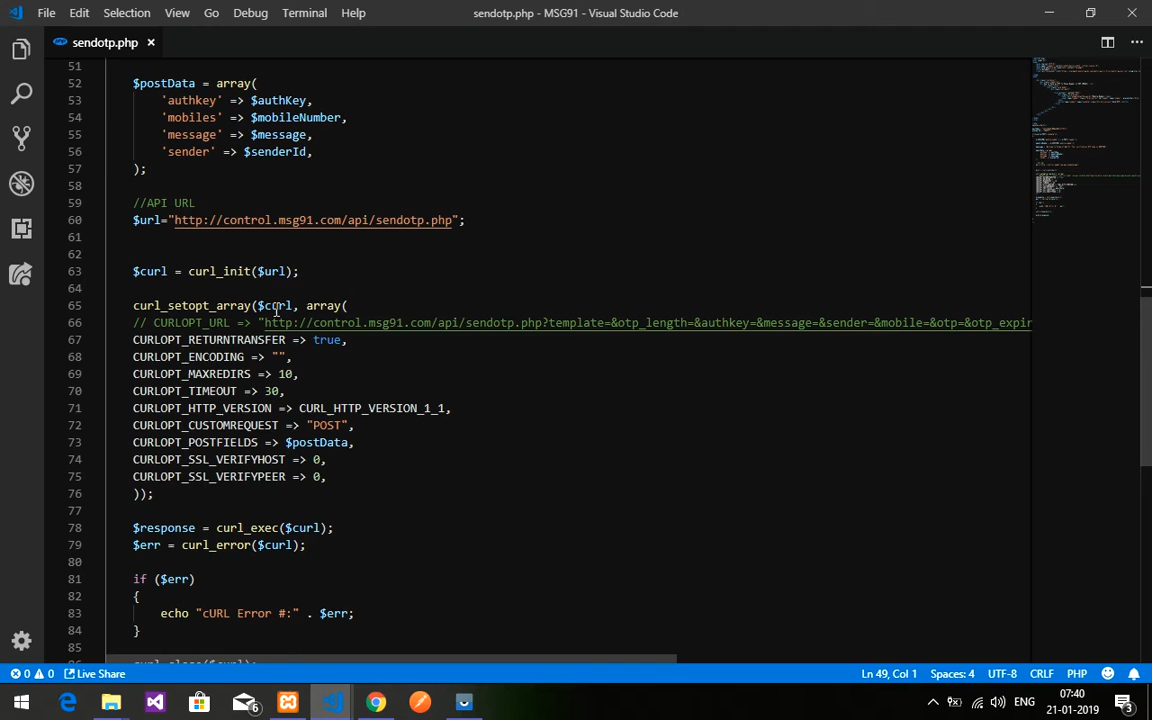 File Edit Selection View Go Debug Terminal Help
sendotp.php - MSG91 - Visual Studio Code
sendotp.php
51
52 $postData = array(
53 'authkey' => $authKey,
54 'mobiles' => $mobileNumber,
55 'message' => $message,
56 'sender' => $senderId,
57 );
58
59 //API URL
60 $url="http://control.msg91.com/api/sendotp.php";
61
62
63 $curl = curl_init($url);
64
65 curl_setopt_array($curl, array(
66 // CURLOPT_URL => "http://control.msg91.com/api/sendotp.php?template=&otp_length=&authkey=&message=&sender=&mobile=&otp=&otp_expir
67 CURLOPT_RETURNTRANSFER => true,
68 CURLOPT_ENCODING => "",
69 CURLOPT_MAXREDIRS => 10,
70 CURLOPT_TIMEOUT => 30,
71 CURLOPT_HTTP_VERSION => CURL_HTTP_VERSION_1_1,
72 CURLOPT_CUSTOMREQUEST => "POST",
73 CURLOPT_POSTFIELDS => $postData,
74 CURLOPT_SSL_VERIFYHOST => 0,
75 CURLOPT_SSL_VERIFYPEER => 0,
76 ));
77
78 $response = curl_exec($curl);
79 $err = curl_error($curl);
80
81 if ($err)
82 {
83 echo "cURL Error #:" . $err;
84 }
85
86 curl_close($curl);
0 0 Live Share Ln 49, Col 1 Spaces: 4 UTF-8 CRLF PHP
6 ENG 07:40
21-01-2019 3